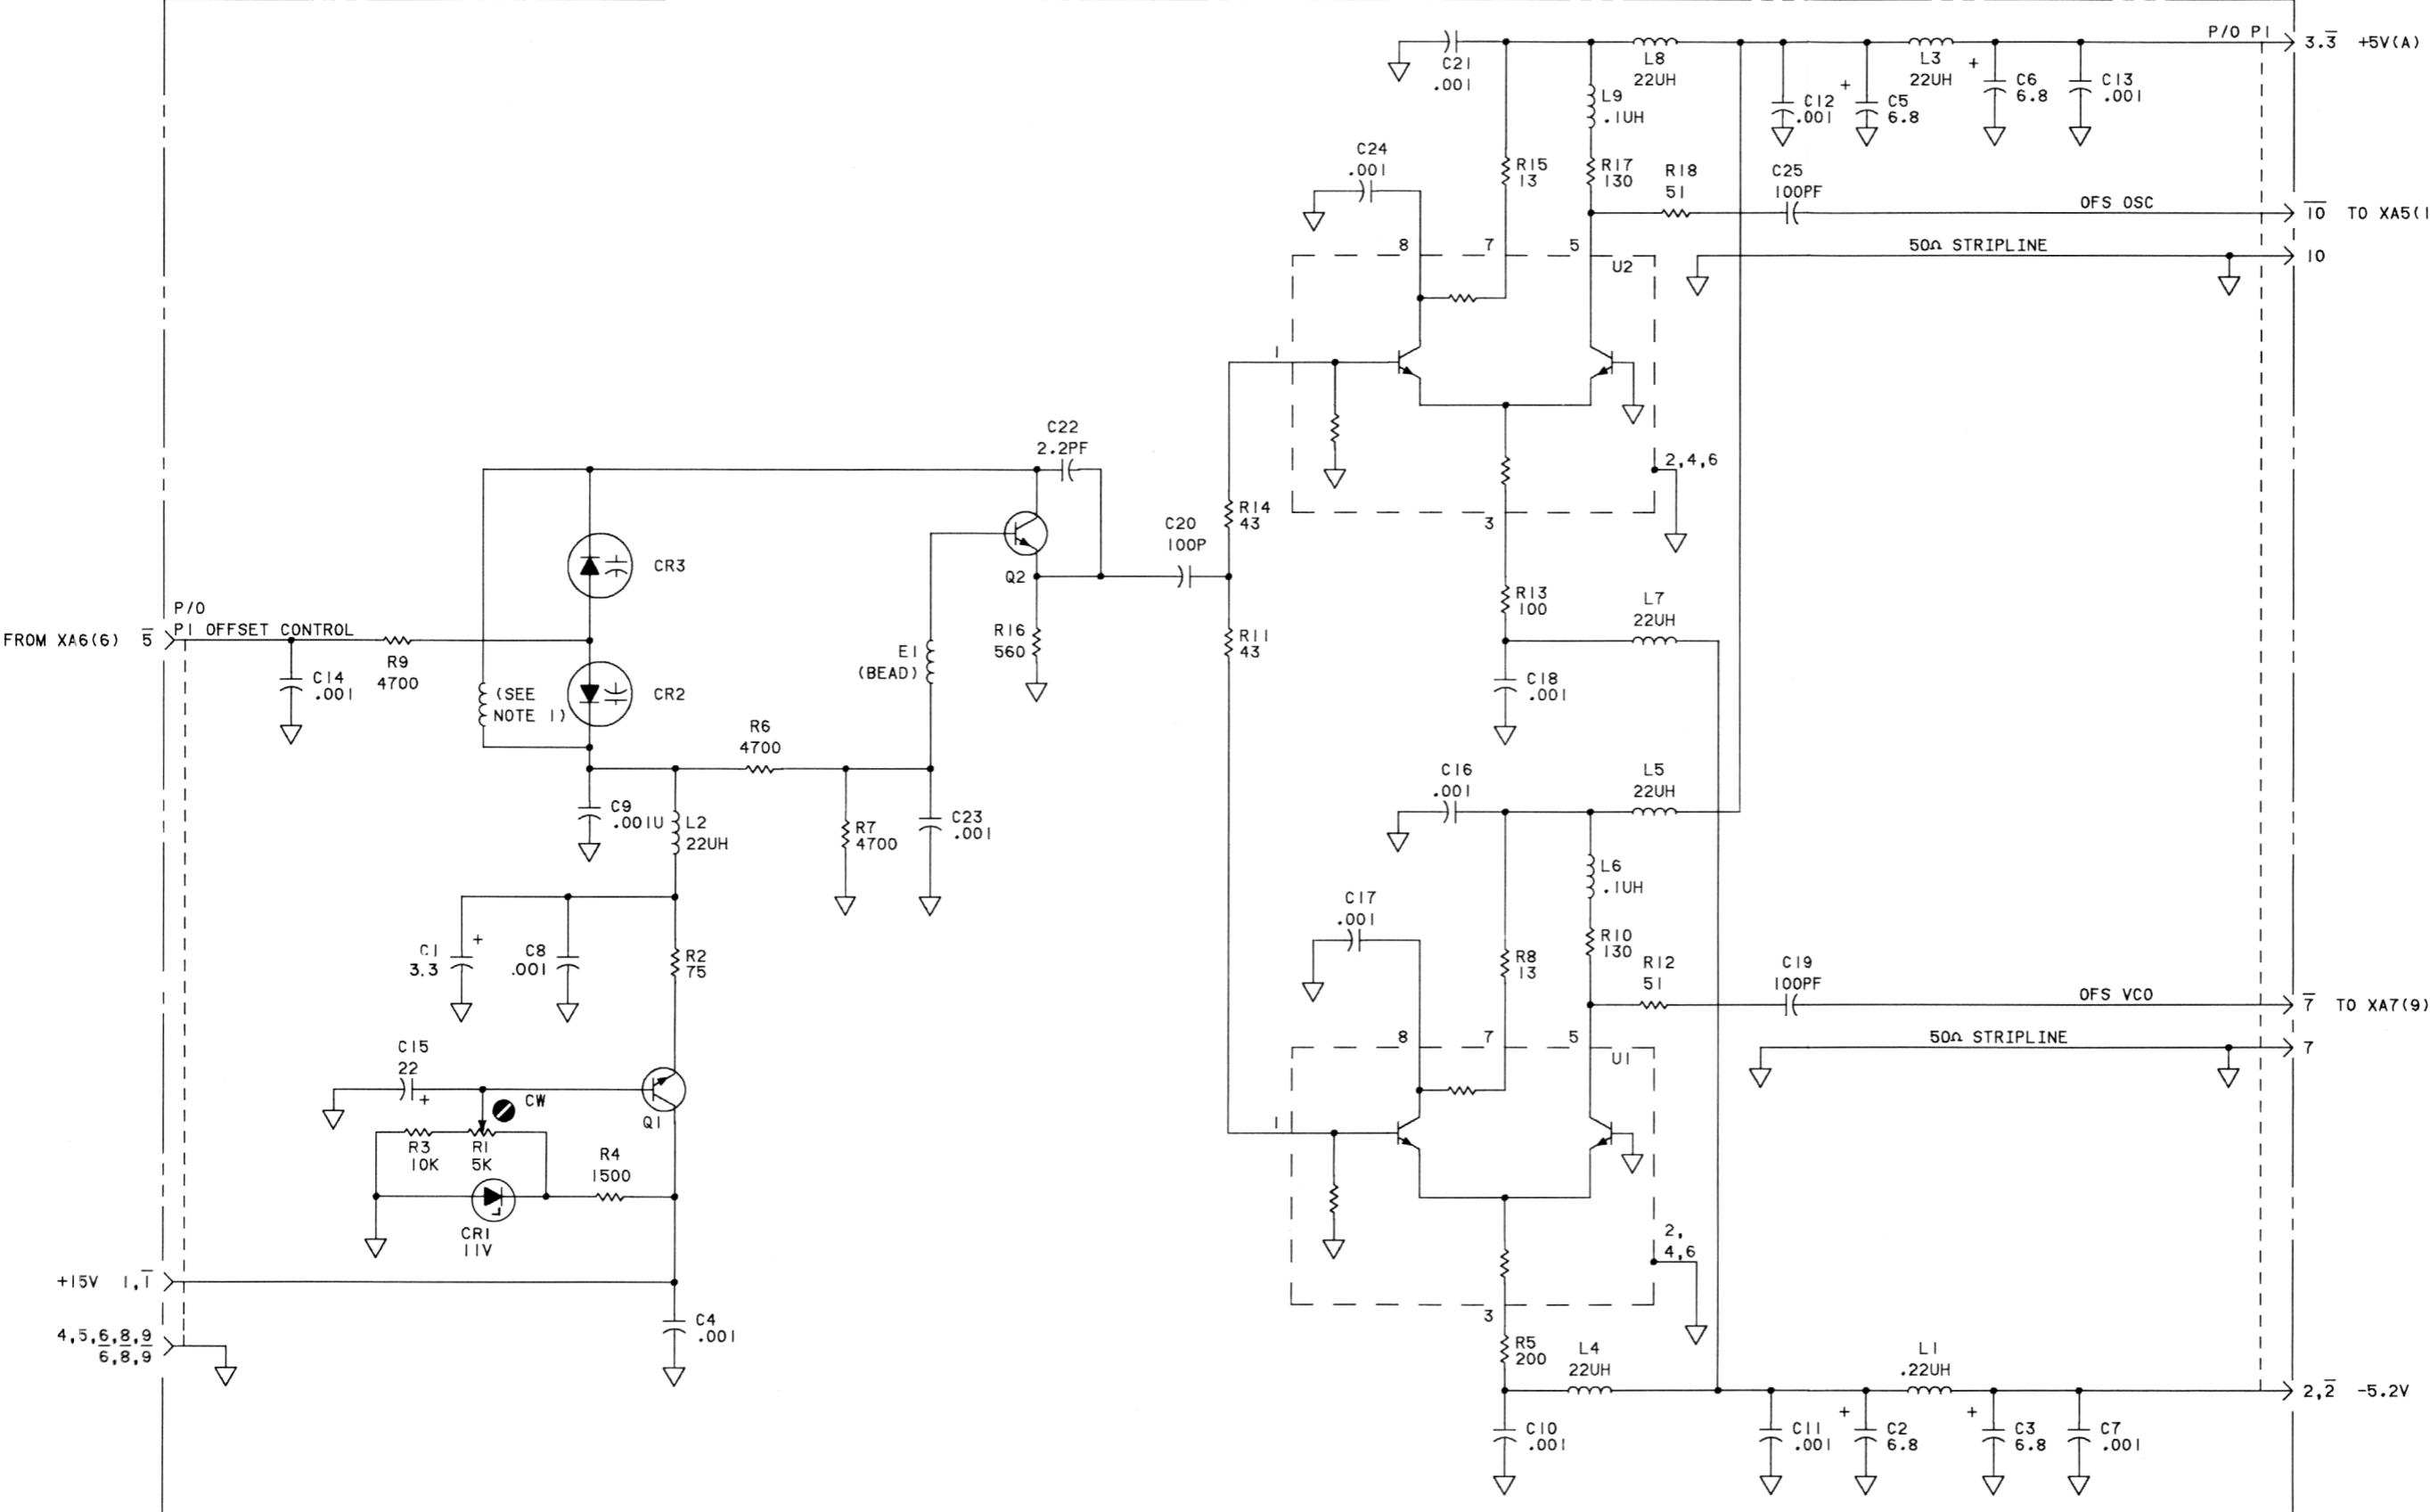 P/O P1
3.3̅ +5V(A)
C21
.001
L8
22UH
L3
22UH
+
C6
6.8
C13
.001
L9
.1UH
C12
.001
+
C5
6.8
C24
.001
R15
13
R17
130
R18
51
C25
100PF
OFS OSC
1̅0̅ TO XA5(1
8
7
5
U2
50Ω STRIPLINE
10
1
C22
2.2PF
2,4,6
R14
43
3
C20
100P
Q2
CR3
P/O
P1 OFFSET CONTROL
FROM XA6(6) 5̅
R9
4700
C14
.001
(SEE
NOTE 1)
CR2
R16
560
E1
(BEAD)
R11
43
R13
100
L7
22UH
C18
.001
R6
4700
C16
.001
L5
22UH
C9
.001U
L2
22UH
R7
4700
C23
.001
L6
.1UH
C17
.001
C1
3.3
+
C8
.001
R2
75
R8
13
R10
130
R12
51
C19
100PF
OFS VCO
7̅ TO XA7(9)
8
7
5
U1
50Ω STRIPLINE
7
C15
22
+
CW
Q1
1
R3
10K
R1
5K
R4
1500
CR1
11V
2,
4,6
+15V 1,1̅
3
4,5,6,8,9
6̅,8̅,9̅
C4
.001
R5
200
L4
22UH
L1
.22UH
2,2̅ -5.2V
C10
.001
C11
.001
+
C2
6.8
+
C3
6.8
C7
.001